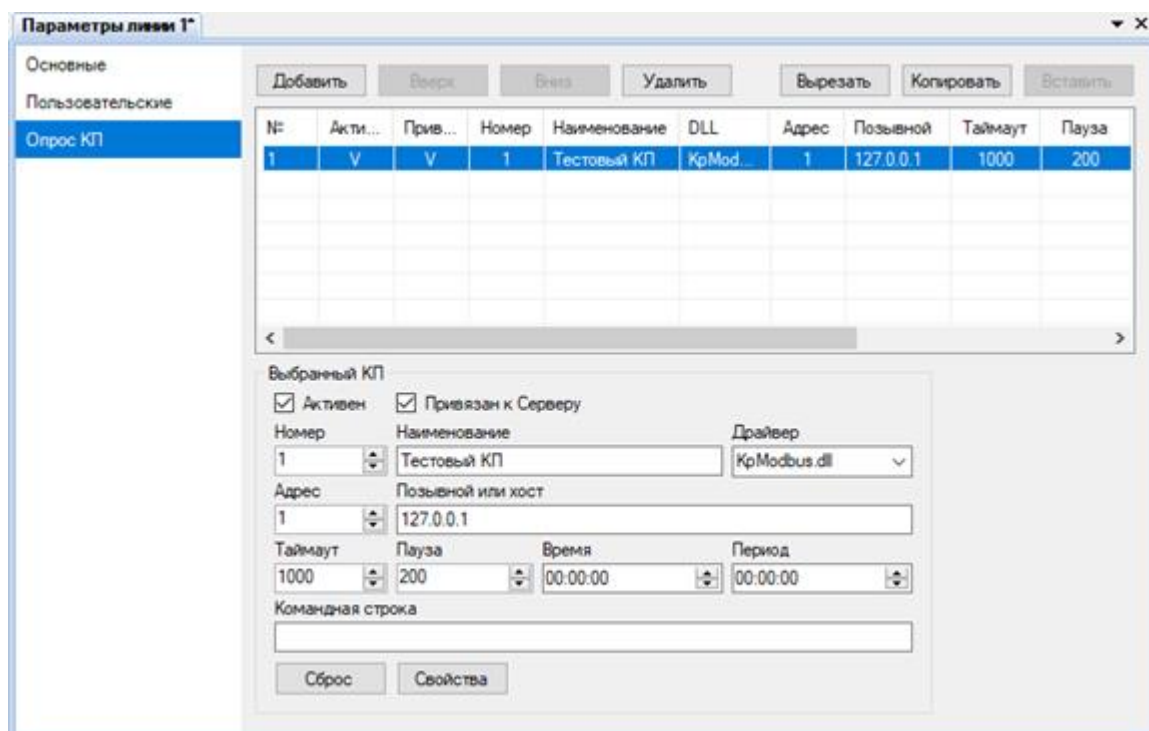 Параметры линии 1*
Основные
Пользовательские
Опрос КП
Добавить Вверх Вниз Удалить Вырезать Копировать Вставить
№ Акти... Прив... Номер Наименование DLL Адрес Позывной Таймаут Пауза
1 V V 1 Тестовый КП KpMod... 1 127.0.0.1 1000 200
Выбранный КП
Активен Привязан к Серверу
Номер Наименование Драйвер
1 Тестовый КП KpModbus.dll
Адрес Позывной или хост
1 127.0.0.1
Таймаут Пауза Время Период
1000 200 00:00:00 00:00:00
Командная строка
Сброс Свойства